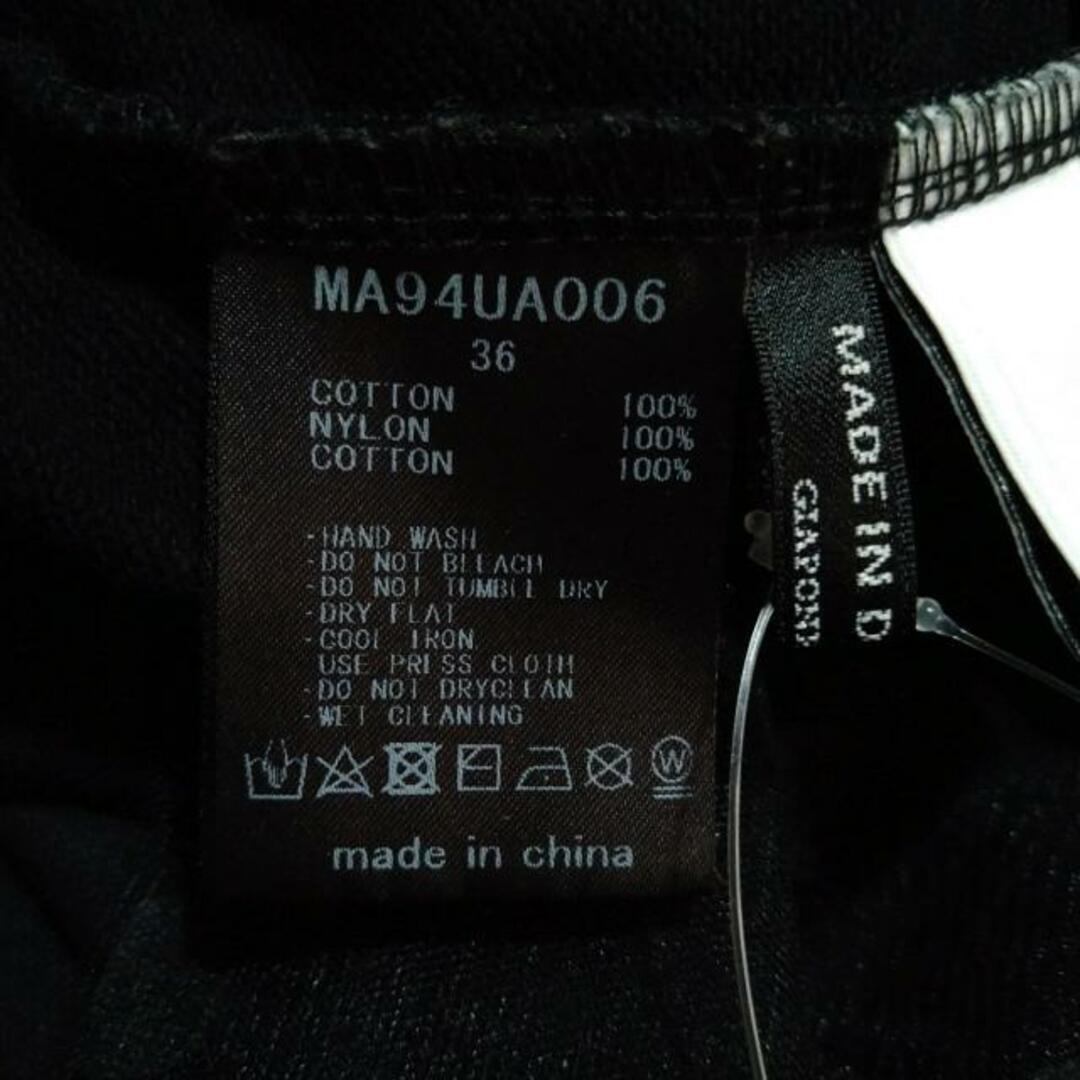 MA94UA006
36
COTTON 100%
NYLON 100%
COTTON 100%
-HAND WASH
-DO NOT BLEACH
-DO NOT TUMBLE DRY
-DRY FLAT
-COOL IRON
USE PRESS CLOTH
-DO NOT DRYCLEAN
-WET CLEANING
W
made in china
MADE IN D
GIAPON